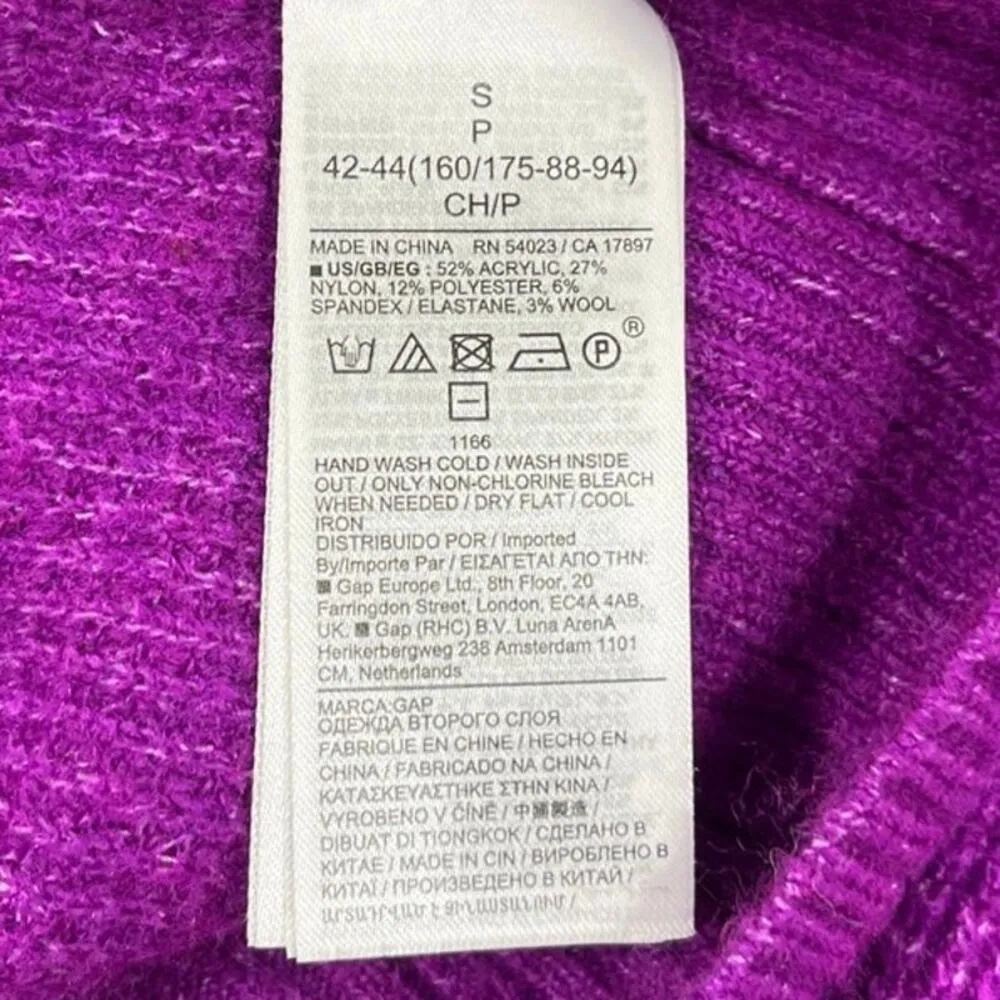 S
P
42-44(160/175-88-94)
CH/P
MADE IN CHINA RN 54023 / CA 17897
US/GB/EG : 52% ACRYLIC, 27%
NYLON, 12% POLYESTER, 6%
SPANDEX / ELASTANE, 3% WOOL
P ®
1166
HAND WASH COLD / WASH INSIDE
OUT / ONLY NON-CHLORINE BLEACH
WHEN NEEDED / DRY FLAT / COOL
IRON
DISTRIBUIDO POR / Imported
By/Importe Par / ΕΙΣΑΓΕΤΑΙ ΑΠΟ ΤΗΝ:
Gap Europe Ltd., 8th Floor, 20
Farringdon Street, London, EC4A 4AB,
UK. Gap (RHC) B.V. Luna ArenA
Herikerbergweg 238 Amsterdam 1101
CM, Netherlands
MARCA:GAP
ОДЕЖДА ВТОРОГО СЛОЯ
FABRIQUE EN CHINE / HECHO EN
CHINA / FABRICADO NA CHINA /
ΚΑΤΑΣΚΕΥΑΣΤΗΚΕ ΣΤΗΝ ΚΙΝΑ /
VYROBENO V ČÍNĚ / 中國製造 /
DIBUAT DI TIONGKOK / СДЕЛАНО В
КИТАЕ / MADE IN CIN / ВИРОБЛЕНО В
КИТАЇ / ПРОИЗВЕДЕНО В КИТАЙ /
ԱՐՏԱԴՐՎԱԾ Է ՉԻՆԱՍՏԱՆՈՒՄ /